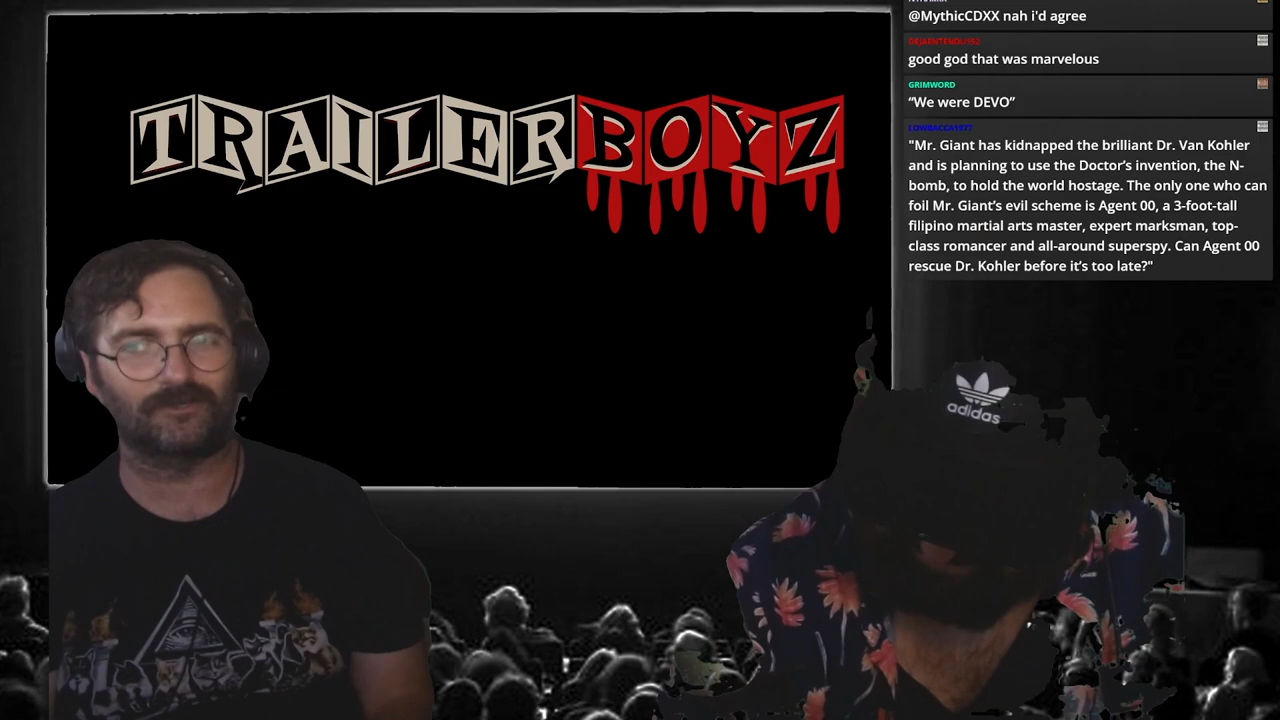 TRAILERBOYZ
@MythicCDXX nah i'd agree
good god that was marvelous
GRIMWORD
“We were DEVO”
LOWBACCA1977
"Mr. Giant has kidnapped the brilliant Dr. Van Kohler
and is planning to use the Doctor’s invention, the N-
bomb, to hold the world hostage. The only one who can
foil Mr. Giant’s evil scheme is Agent 00, a 3-foot-tall
filipino martial arts master, expert marksman, top-
class romancer and all-around superspy. Can Agent 00
rescue Dr. Kohler before it’s too late?"
adidas